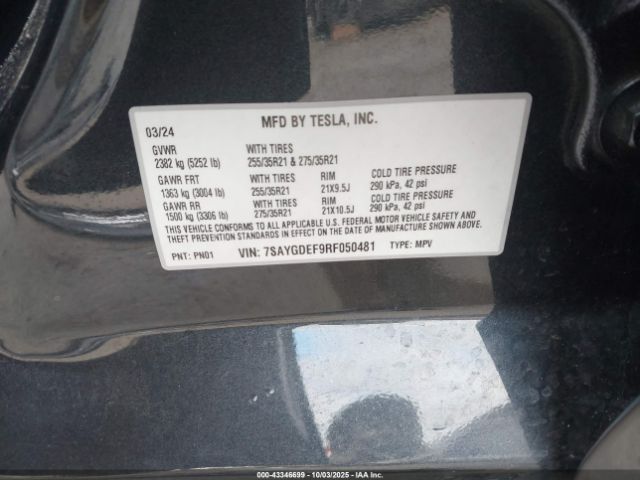 MFD BY TESLA, INC.
03/24
GVWR WITH TIRES
2382 kg (5252 lb) 255/35R21 & 275/35R21
GAWR FRT WITH TIRES RIM COLD TIRE PRESSURE
1363 kg (3004 lb) 255/35R21 21X9.5J 290 kPa, 42 psi
GAWR RR WITH TIRES RIM COLD TIRE PRESSURE
1500 kg (3306 lb) 275/35R21 21X10.5J 290 kPa, 42 psi
THIS VEHICLE CONFORMS TO ALL APPLICABLE U.S. FEDERAL MOTOR VEHICLE SAFETY AND
THEFT PREVENTION STANDARDS IN EFFECT ON THE DATE OF MANUFACTURE SHOWN ABOVE.
PNT: PN01 VIN: 7SAYGDEF9RF050481 TYPE: MPV
00-43346699 | 10/03/2025 - IAA Inc.